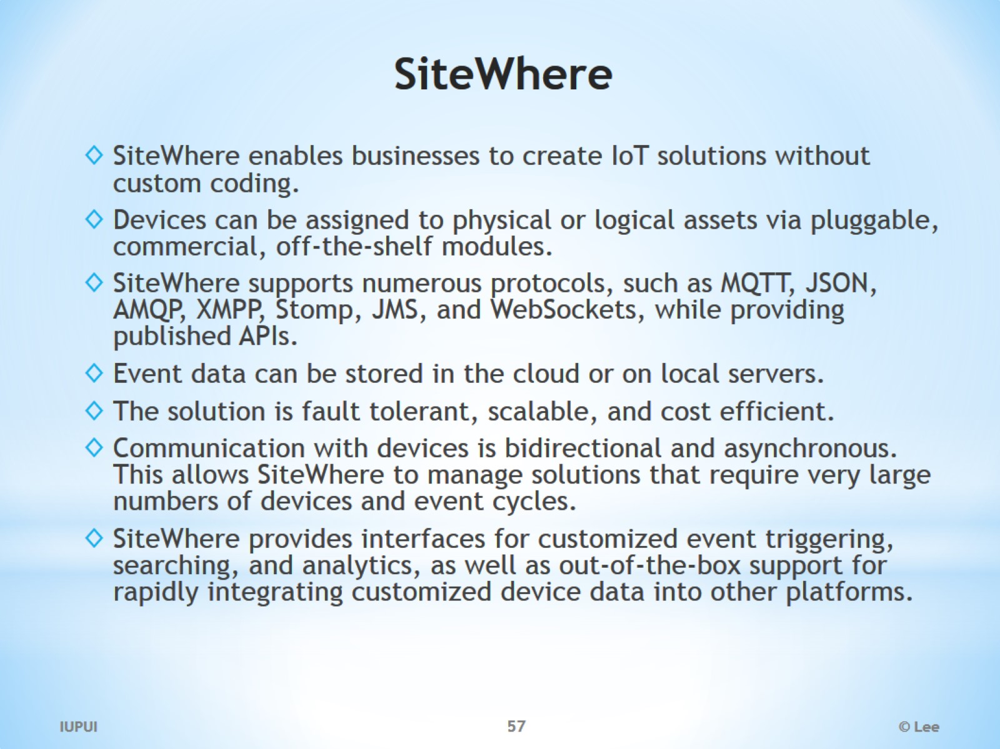 SiteWhere
◇ SiteWhere enables businesses to create IoT solutions without
custom coding.
◇ Devices can be assigned to physical or logical assets via pluggable,
commercial, off-the-shelf modules.
◇ SiteWhere supports numerous protocols, such as MQTT, JSON,
AMQP, XMPP, Stomp, JMS, and WebSockets, while providing
published APIs.
◇ Event data can be stored in the cloud or on local servers.
◇ The solution is fault tolerant, scalable, and cost efficient.
◇ Communication with devices is bidirectional and asynchronous.
This allows SiteWhere to manage solutions that require very large
numbers of devices and event cycles.
◇ SiteWhere provides interfaces for customized event triggering,
searching, and analytics, as well as out-of-the-box support for
rapidly integrating customized device data into other platforms.
IUPUI 57 © Lee